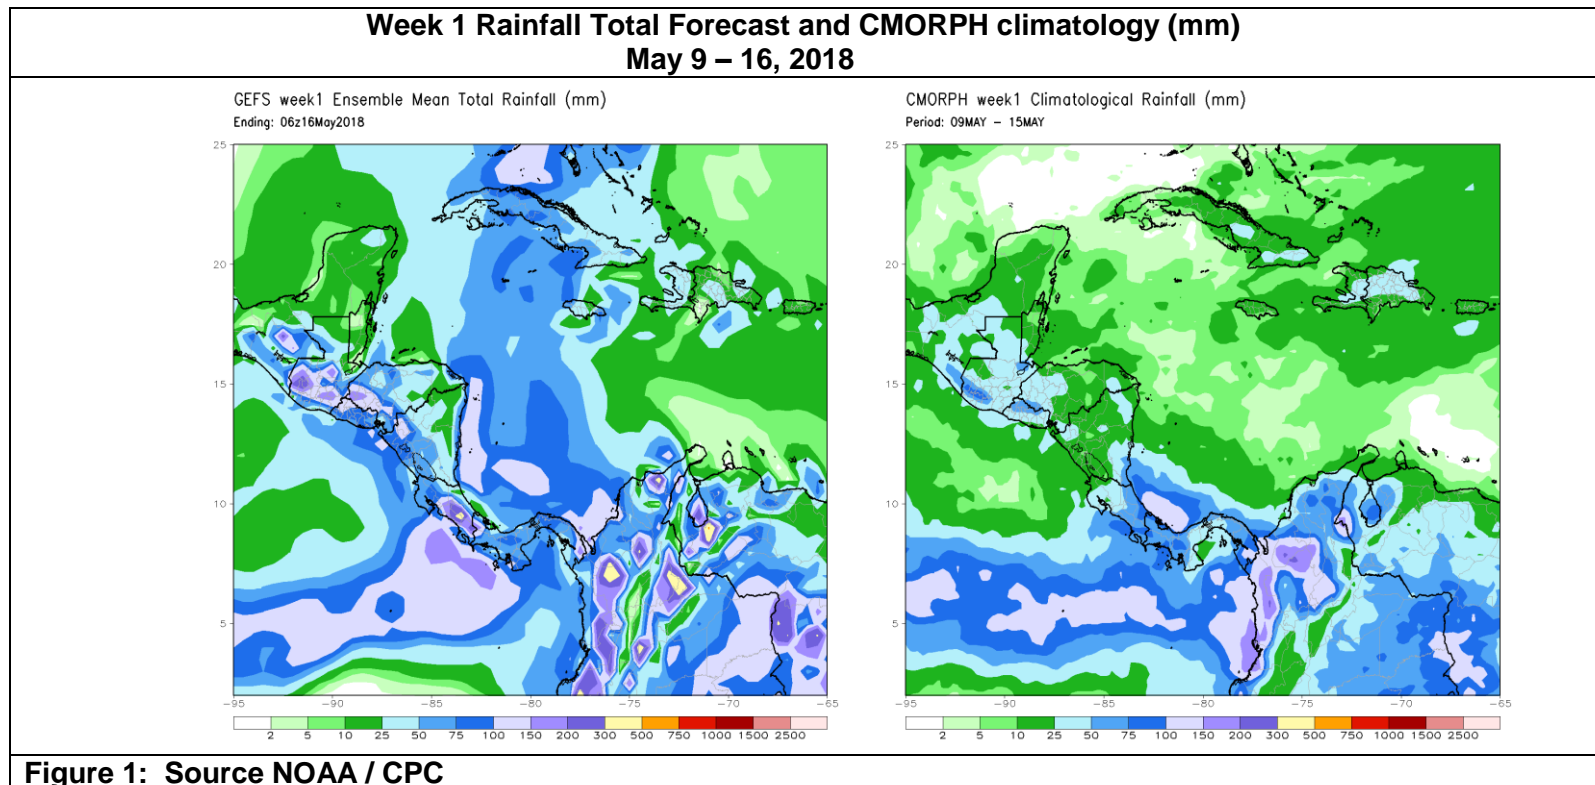 Week 1 Rainfall Total Forecast and CMORPH climatology (mm)
May 9 – 16, 2018
GEFS week1 Ensemble Mean Total Rainfall (mm)
Ending: 06z16May2018
25
20
15
10
5
-95 -90 -85 -80 -75 -70 -65
2 5 10 25 50 75 100 150 200 300 500 750 1000 1500 2500
CMORPH week1 Climatological Rainfall (mm)
Period: 09MAY – 15MAY
25
20
15
10
5
-95 -90 -85 -80 -75 -70 -65
2 5 10 25 50 75 100 150 200 300 500 750 1000 1500 2500
Figure 1: Source NOAA / CPC